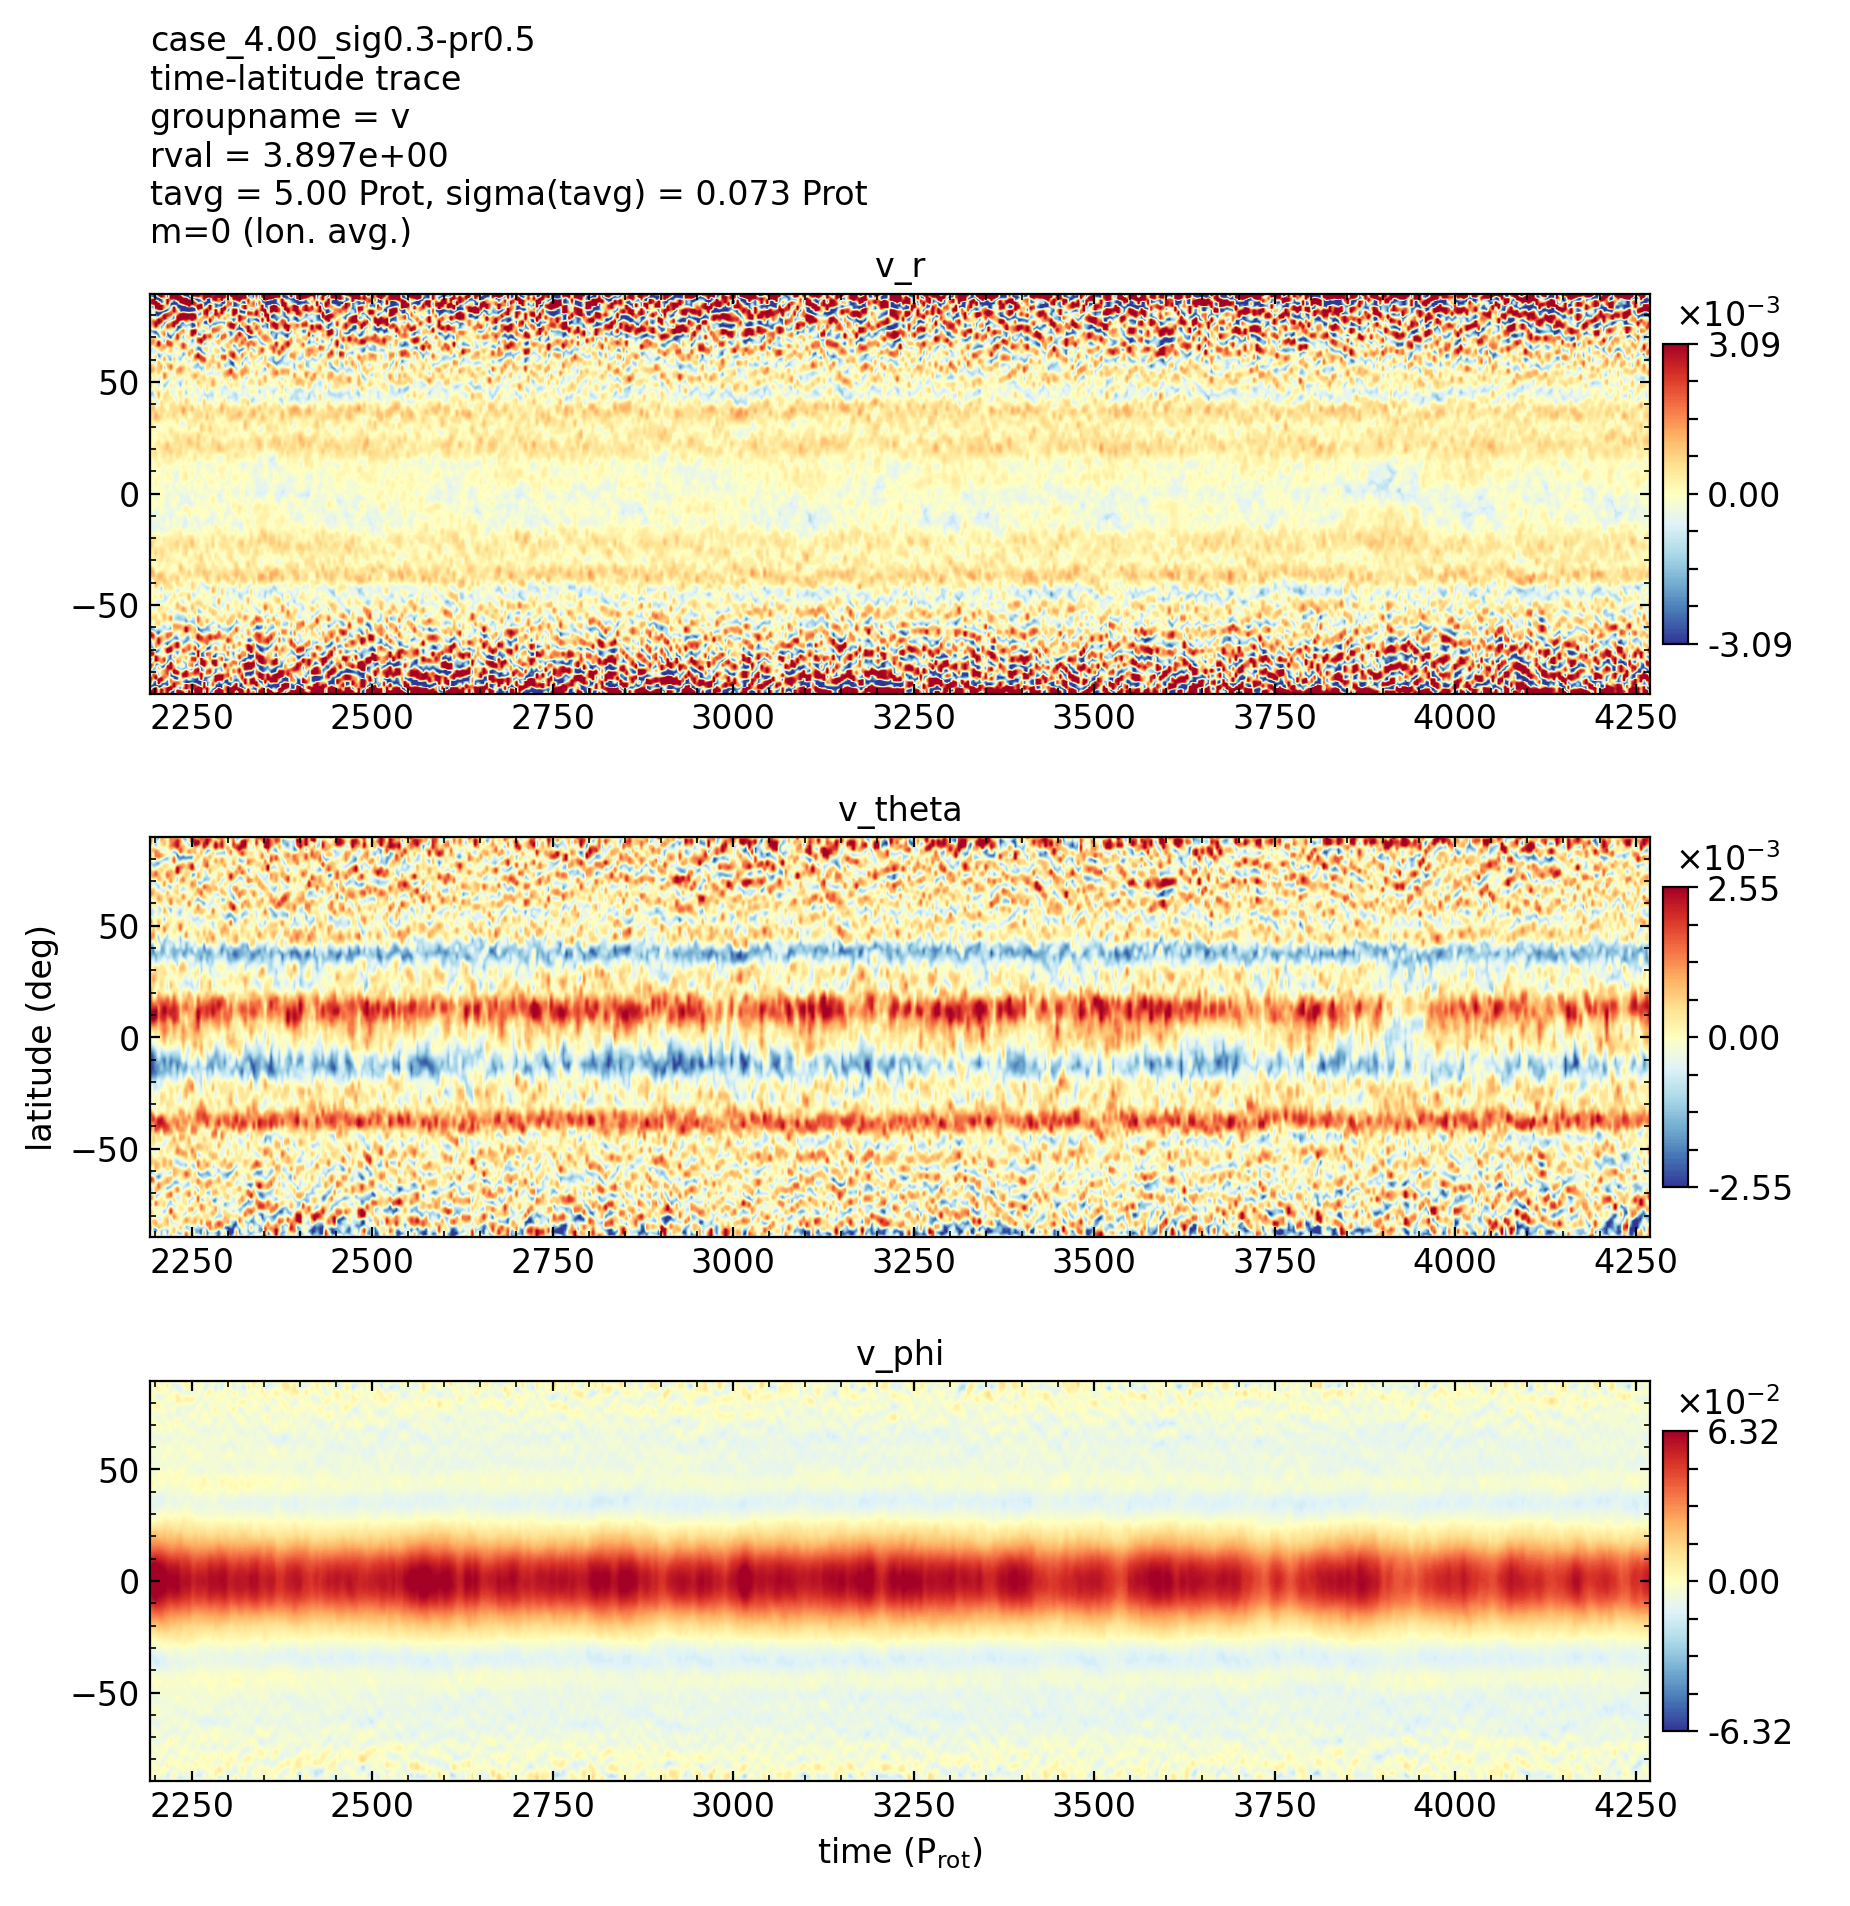 case_4.00_sig0.3-pr0.5
time-latitude trace
groupname = v
rval = 3.897e+00
tavg = 5.00 Prot, sigma(tavg) = 0.073 Prot
m=0 (lon. avg.)
v_r
×10⁻³
3.09
0.00
-3.09
50
0
−50
2250 2500 2750 3000 3250 3500 3750 4000 4250
v_theta
×10⁻³
2.55
0.00
-2.55
latitude (deg)
50
0
−50
2250 2500 2750 3000 3250 3500 3750 4000 4250
v_phi
×10⁻²
6.32
0.00
-6.32
50
0
−50
2250 2500 2750 3000 3250 3500 3750 4000 4250
time (P_rot)